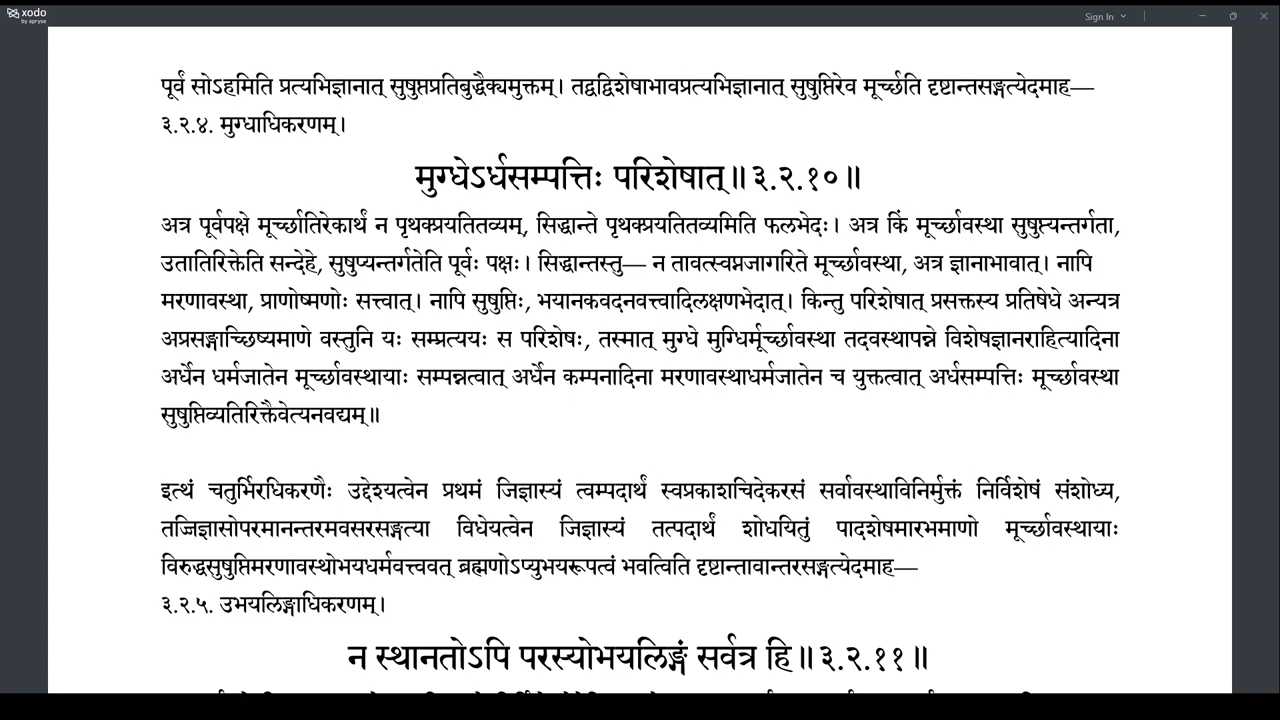 xodo
by apryse
Sign In
पूर्वं सोऽहमिति प्रत्यभिज्ञानात् सुषुप्तप्रतिबुद्धैक्यमुक्तम्। तद्वद्विशेषाभावप्रत्यभिज्ञानात् सुषुप्तिरेव मूर्च्छाति दृष्टान्तसङ्गत्येदमाह—
३.२.४. मुग्धाधिकरणम्।
मुग्धेऽर्धसम्पत्तिः परिशेषात्॥३.२.१०॥
अत्र पूर्वपक्षे मूर्च्छातिरेकार्थं न पृथक्प्रयतितव्यम्, सिद्धान्ते पृथक्प्रयतितव्यमिति फलभेदः। अत्र किं मूर्च्छावस्था सुषुप्त्यन्तर्गता,
उतातिरिक्तेति सन्देहे, सुषुप्यन्तर्गतेति पूर्वः पक्षः। सिद्धान्तस्तु— न तावत्स्वप्नजागरिते मूर्च्छावस्था, अत्र ज्ञानाभावात्। नापि
मरणावस्था, प्राणोष्मणोः सत्त्वात्। नापि सुषुप्तिः, भयानकवदनवत्त्वादिलक्षणभेदात्। किन्तु परिशेषात् प्रसक्तस्य प्रतिषेधे अन्यत्र
अप्रसङ्गाच्छिष्यमाणे वस्तुनि यः सम्प्रत्ययः स परिशेषः, तस्मात् मुग्धे मुग्धिर्मूर्च्छावस्था तदवस्थापन्ने विशेषज्ञानराहित्यादिना
अर्धेन धर्मजातेन मूर्च्छावस्थायाः सम्पन्नत्वात् अर्धेन कम्पनादिना मरणावस्थाधर्मजातेन च युक्तत्वात् अर्धसम्पत्तिः मूर्च्छावस्था
सुषुप्तिव्यतिरिक्तैवेत्यनवद्यम्॥
इत्थं चतुर्भिरधिकरणैः उद्देश्यत्वेन प्रथमं जिज्ञास्यं त्वम्पदार्थं स्वप्रकाशचिदेकरसं सर्वावस्थाविनिर्मुक्तं निर्विशेषं संशोध्य,
तज्जिज्ञासोपरमानन्तरमवसरसङ्गत्या विधेयत्वेन जिज्ञास्यं तत्पदार्थं शोधयितुं पादशेषमारभमाणो मूर्च्छावस्थायाः
विरुद्धसुषुप्तिमरणावस्थोभयधर्मवत्त्ववत् ब्रह्मणोऽप्युभयरूपत्वं भवत्विति दृष्टान्तावान्तरसङ्गत्येदमाह—
३.२.५. उभयलिङ्गाधिकरणम्।
न स्थानतोऽपि परस्योभयलिङ्गं सर्वत्र हि॥३.२.११॥